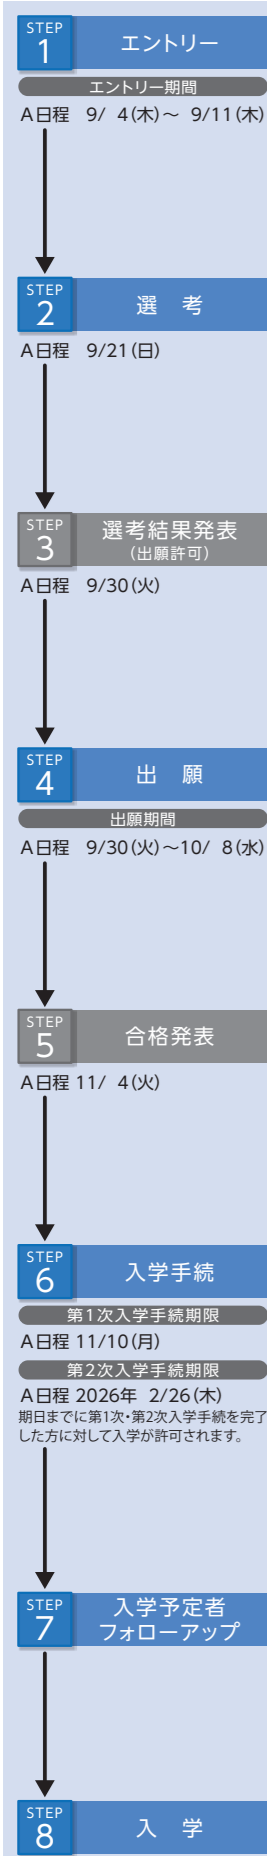 STEP
1
エントリー
エントリー期間
A日程 9/ 4(木)～ 9/11(木)
STEP
2
選 考
A日程 9/21(日)
STEP
3
選考結果発表
(出願許可)
A日程 9/30(火)
STEP
4
出 願
出願期間
A日程 9/30(火)～10/ 8(水)
STEP
5
合格発表
A日程 11/ 4(火)
STEP
6
入学手続
第1次入学手続期限
A日程 11/10(月)
第2次入学手続期限
A日程 2026年 2/26(木)
期日までに第1次・第2次入学手続を完了
した方に対して入学が許可されます。
STEP
7
入学予定者
フォローアップ
STEP
8
入 学